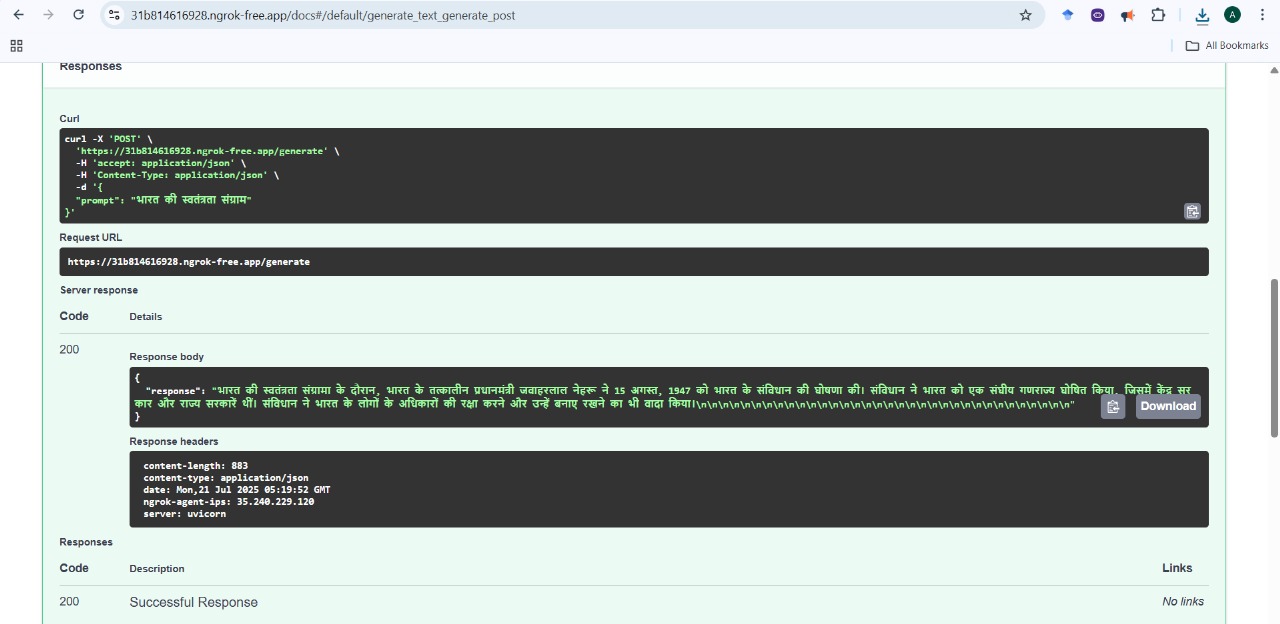 31b814616928.ngrok-free.app/docs#/default/generate_text_generate_post
A
All Bookmarks
Responses
Curl
curl -X 'POST' \
'https://31b814616928.ngrok-free.app/generate' \
-H 'accept: application/json' \
-H 'Content-Type: application/json' \
-d '{
"prompt": "भारत की स्वतंत्रता संग्राम"
}'
Request URL
https://31b814616928.ngrok-free.app/generate
Server response
Code Details
200
Response body
{
"response": "भारत की स्वतंत्रता संग्रामा के दौरान, भारत के तत्कालीन प्रधानमंत्री जवाहरलाल नेहरू ने 15 अगस्त, 1947 को भारत के संविधान की घोषणा की। संविधान ने भारत को एक संघीय गणराज्य घोषित किया, जिसमें केंद्र सर
कार और राज्य सरकारें थीं। संविधान ने भारत के लोगों के अधिकारों की रक्षा करने और उन्हें बनाए रखने का भी वादा किया।\n\n\n\n\n\n\n\n\n\n\n\n\n\n\n\n\n\n\n\n\n\n\n\n\n\n\n\n\n\n\n\n\n\n\n"
}
Download
Response headers
content-length: 883
content-type: application/json
date: Mon,21 Jul 2025 05:19:52 GMT
ngrok-agent-ips: 35.240.229.120
server: uvicorn
Responses
Code Description Links
200 Successful Response No links